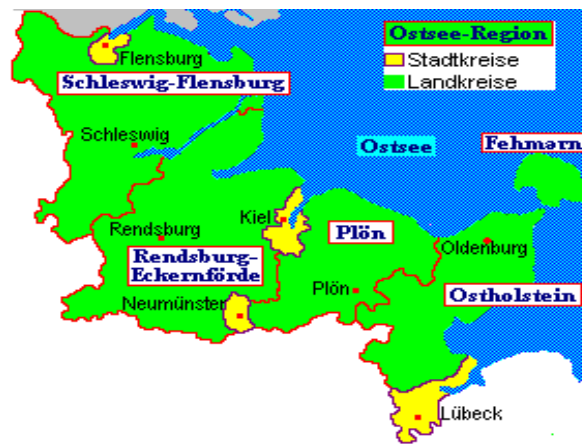 Ostsee-Region
Stadtkreise
Landkreise
Flensburg
Schleswig-Flensburg
Schleswig
Ostsee
Fehmarn
Kiel
Rendsburg
Plön
Oldenburg
Rendsburg-
Eckernförde
Plön
Ostholstein
Neumünster
Lübeck